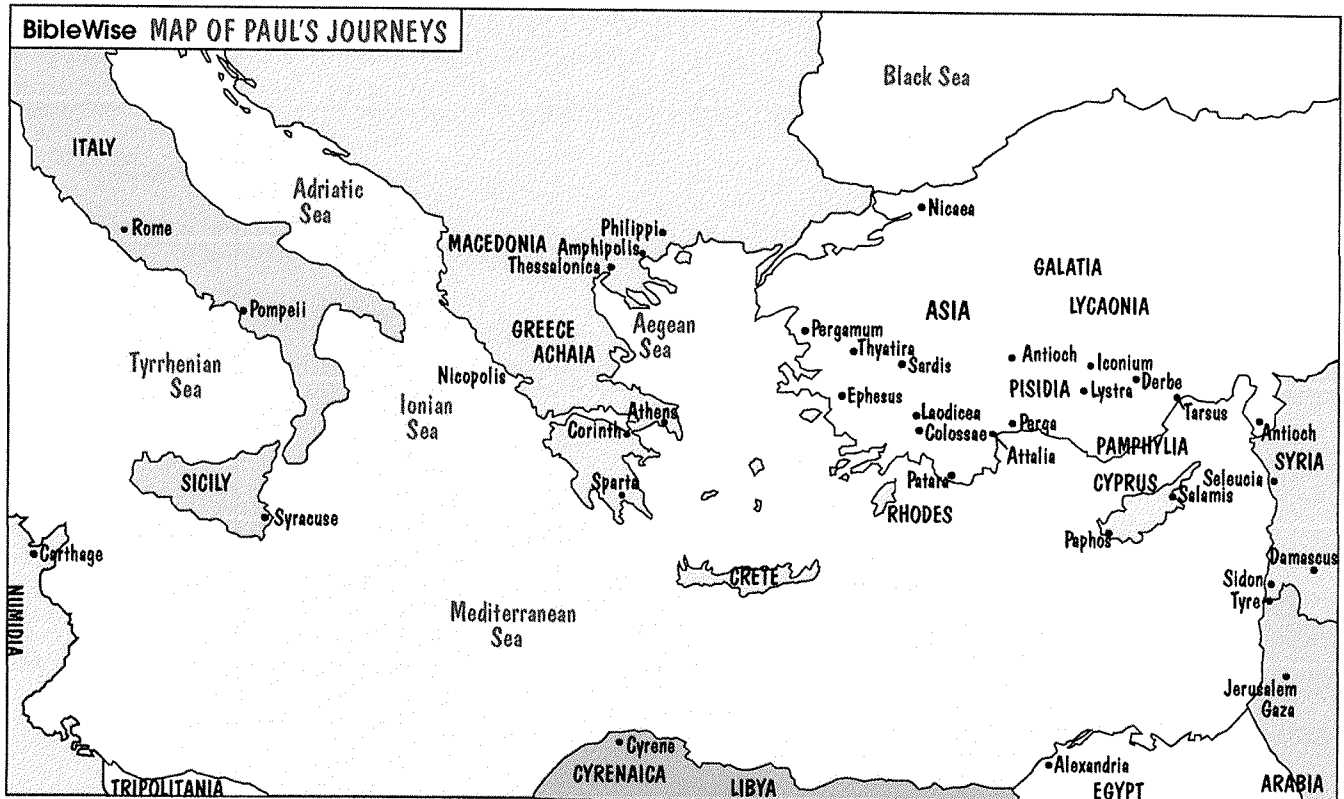 BibleWise MAP OF PAUL'S JOURNEYS
Black Sea
ITALY
Adriatic
Sea
Rome
Nicaea
Philippi
MACEDONIA
Amphipolis
Thessalonica
GALATIA
LYCAONIA
ASIA
Pompeii
GREECE
ACHAIA
Aegean
Sea
Pergamum
Thyatira
Sardis
Antioch
Iconium
Tyrrhenian
Sea
Nicopolis
PISIDIA
Lystra
Derbe
Ephesus
Ionian
Sea
Athens
Corinth
Laodicea
Colossae
Perga
Tarsus
Attalia
PAMPHYLIA
Antioch
SYRIA
SICILY
Sparta
Patara
CYPRUS
Seleucia
Salamis
RHODES
Syracuse
Paphos
Carthage
CRETE
Damascus
Sidon
Tyre
NUMIDIA
Mediterranean
Sea
Jerusalem
Gaza
Cyrene
CYRENAICA
LIBYA
TRIPOLITANIA
Alexandria
EGYPT
ARABIA